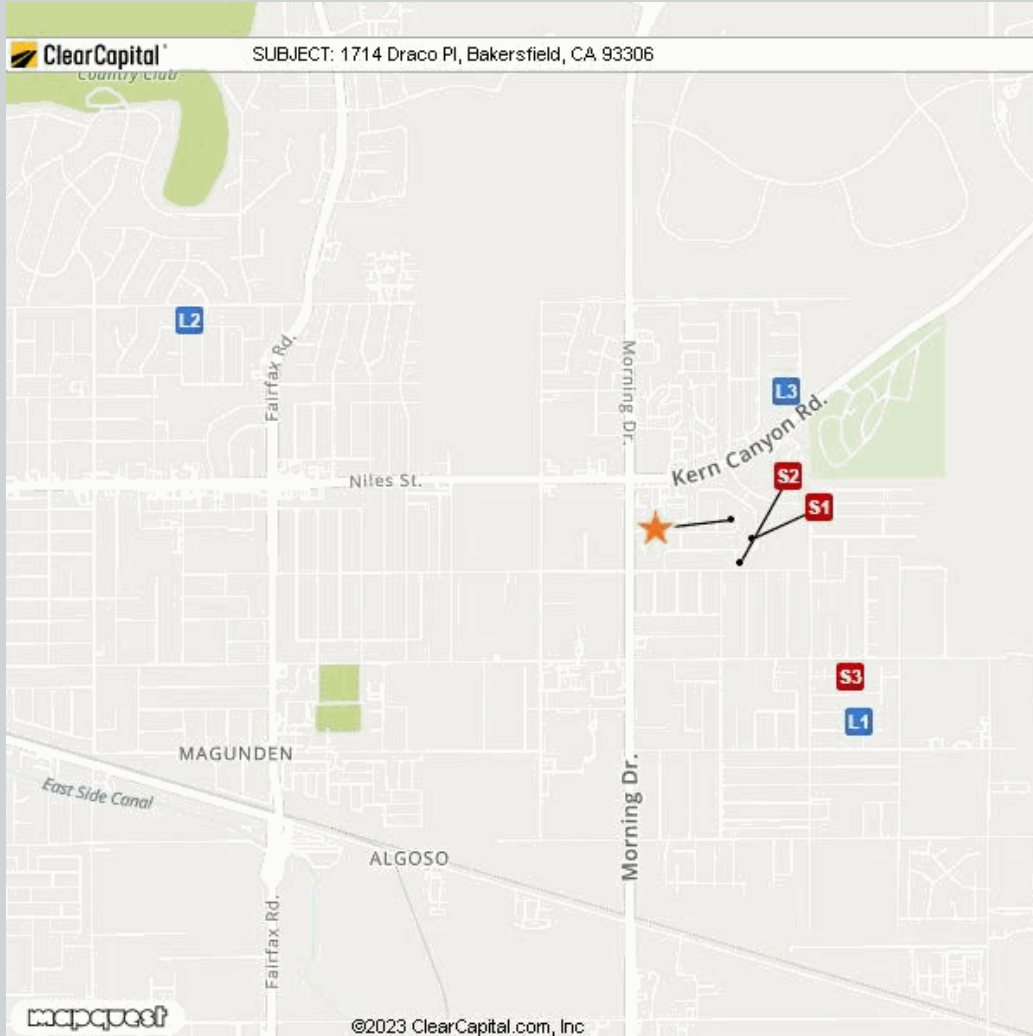 ClearCapital
SUBJECT: 1714 Draco Pl, Bakersfield, CA 93306
Country Club
L2
Fairfax Rd.
Morning Dr.
L3
Kern Canyon Rd.
Niles St.
S2
S1
S3
L1
MAGUNDEN
East Side Canal
Morning Dr.
ALGOSO
Fairfax Rd.
mapquest
©2023 ClearCapital.com, Inc